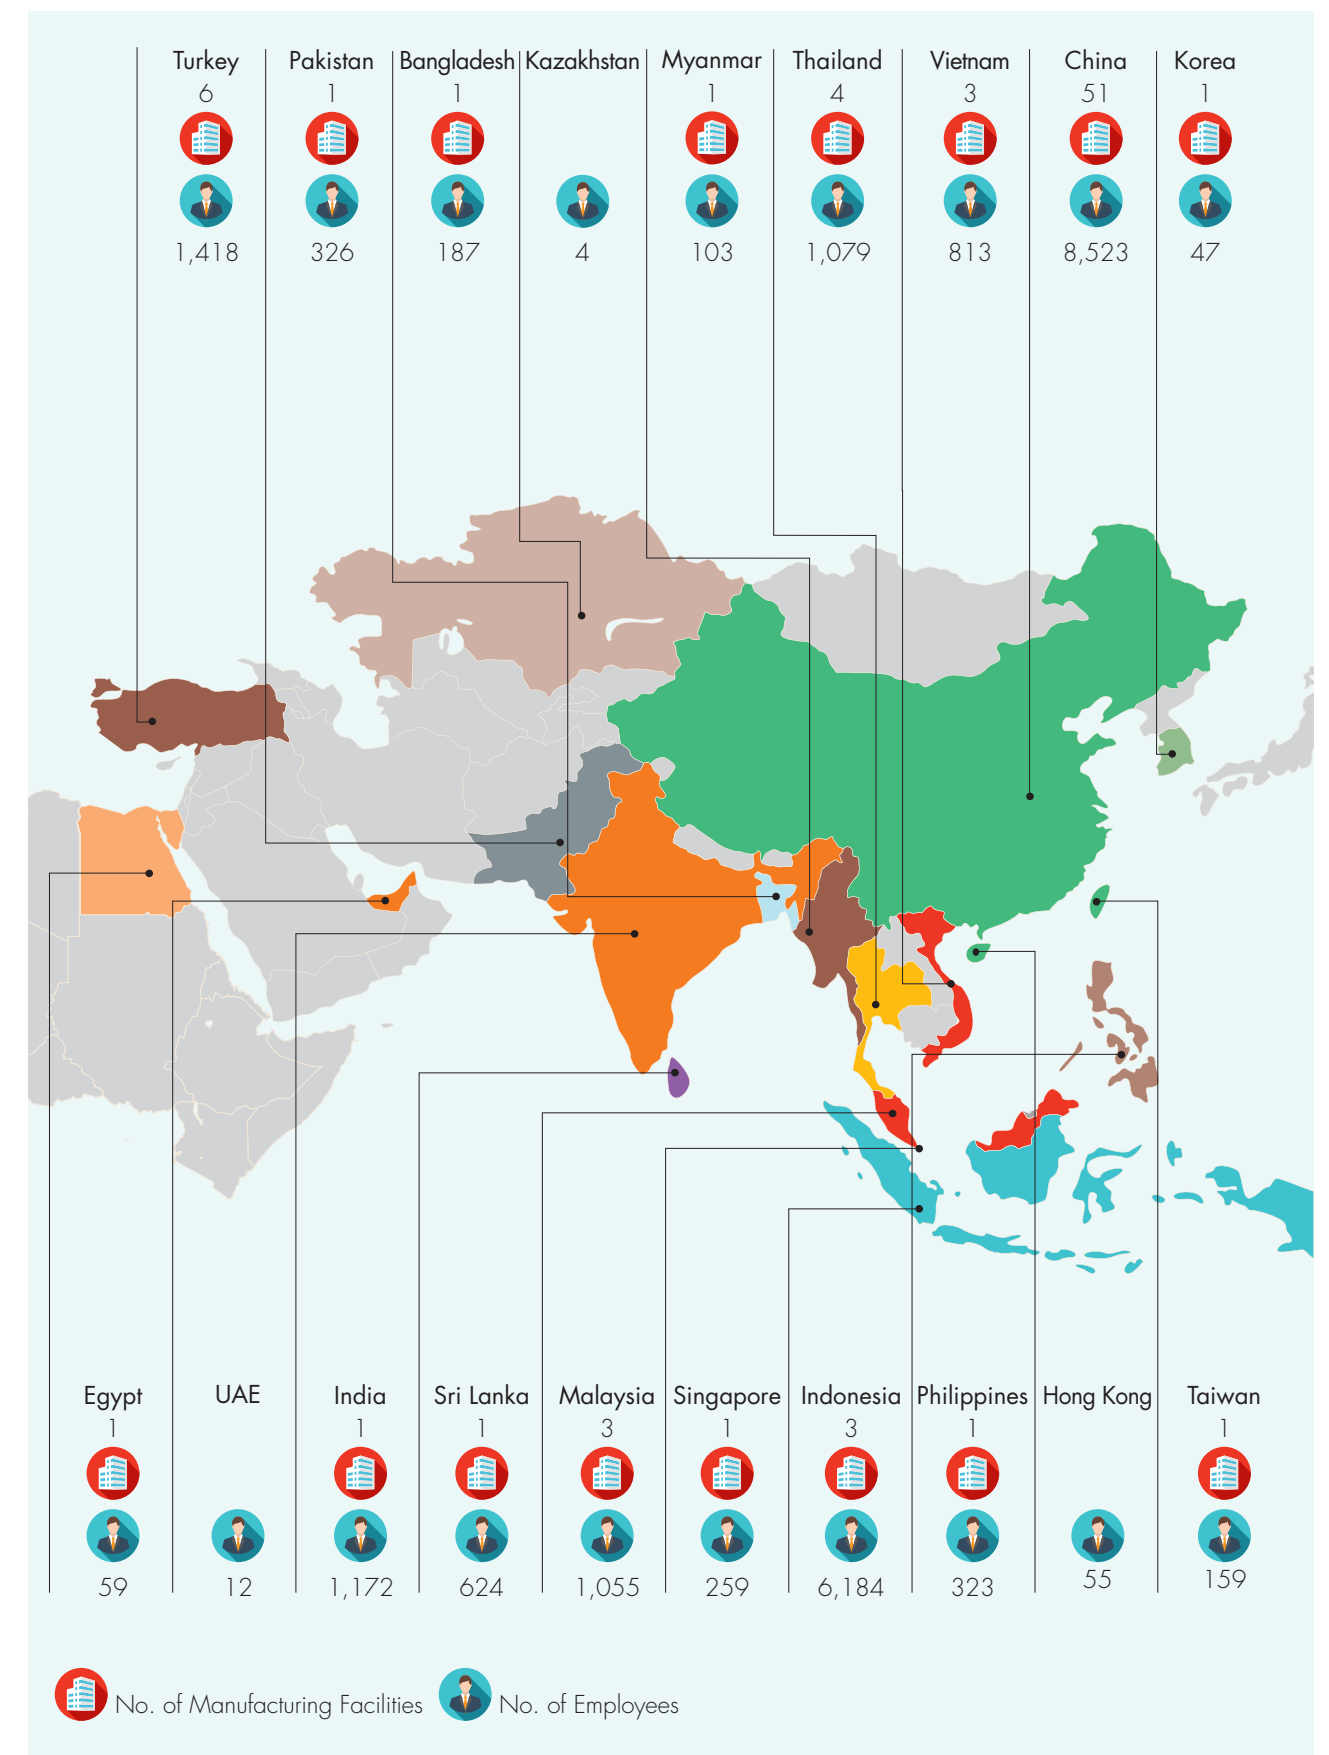 Turkey Pakistan Bangladesh Kazakhstan Myanmar Thailand Vietnam China Korea
6 1 1 1 4 3 51 1
1,418 326 187 4 103 1,079 813 8,523 47
Egypt UAE India Sri Lanka Malaysia Singapore Indonesia Philippines Hong Kong Taiwan
1 1 1 3 1 3 1 1
59 12 1,172 624 1,055 259 6,184 323 55 159
No. of Manufacturing Facilities No. of Employees